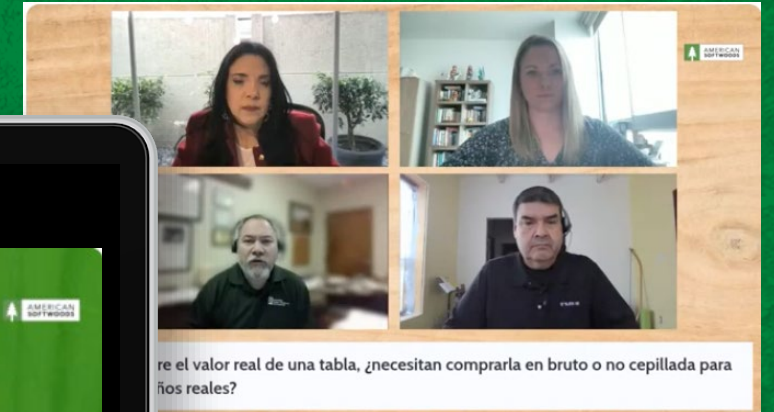 AMERICAN
SOFTWOODS
AMERICAN
SOFTWOODS
re el valor real de una tabla, ¿necesitan comprarla en bruto o no cepillada para
ños reales?